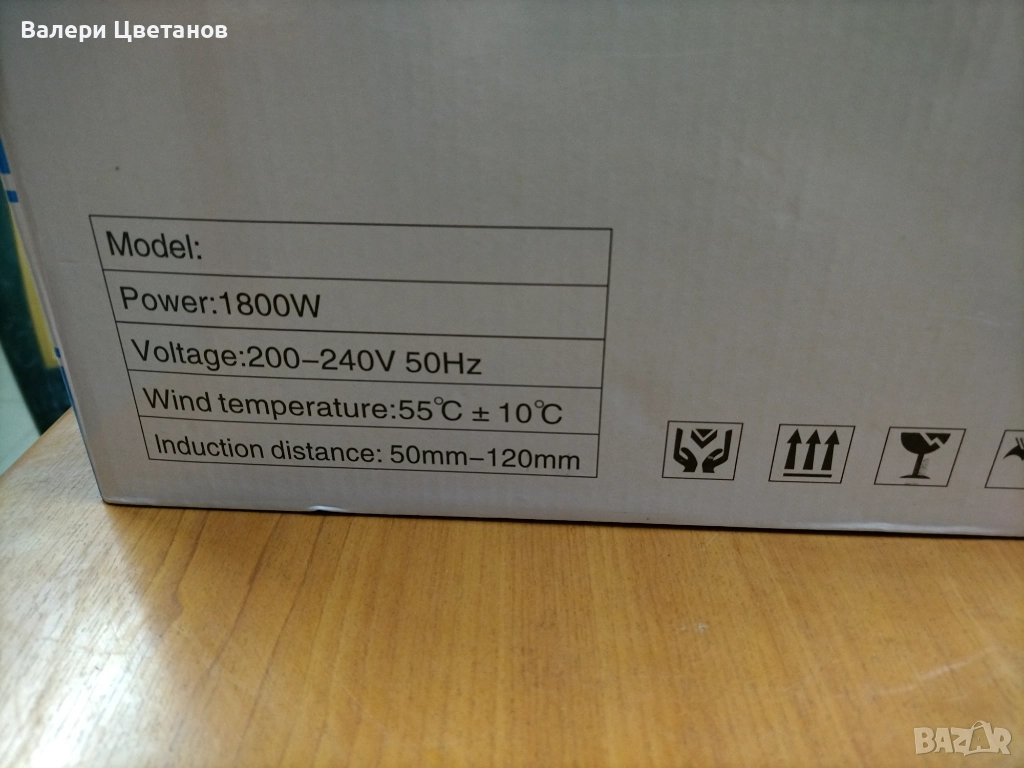 Валери Цветанов
Model:
Power:1800W
Voltage:200–240V 50Hz
Wind temperature:55℃ ± 10℃
Induction distance: 50mm–120mm
BAZAR